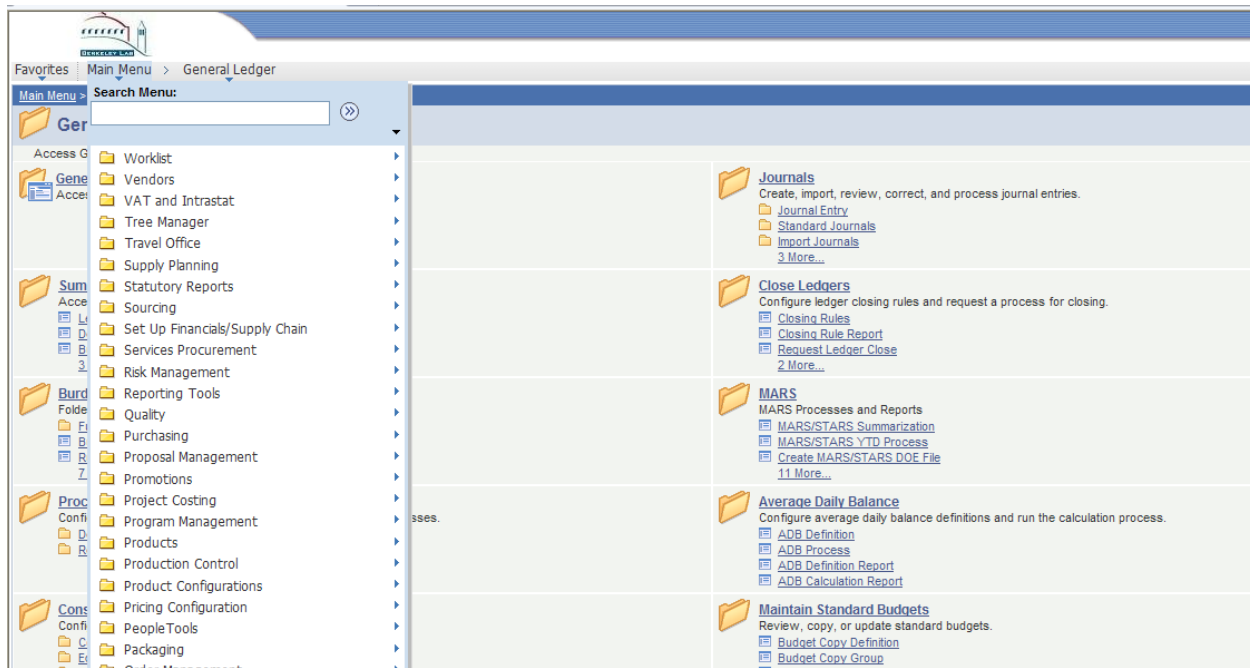 BERKELEY LAB
Favorites Main Menu > General Ledger
Main Menu >
Search Menu:
Ger
Access G
Gene
Acces
Sum
Acce
Le
D
B
3
Burd
Folde
F
B
R
7
Proc
Confi
D
R
Cons
Confi
C
E
Worklist
Vendors
VAT and Intrastat
Tree Manager
Travel Office
Supply Planning
Statutory Reports
Sourcing
Set Up Financials/Supply Chain
Services Procurement
Risk Management
Reporting Tools
Quality
Purchasing
Proposal Management
Promotions
Project Costing
Program Management
Products
Production Control
Product Configurations
Pricing Configuration
PeopleTools
Packaging
Order Management
sses.
Journals
Create, import, review, correct, and process journal entries.
Journal Entry
Standard Journals
Import Journals
3 More...
Close Ledgers
Configure ledger closing rules and request a process for closing.
Closing Rules
Closing Rule Report
Request Ledger Close
2 More...
MARS
MARS Processes and Reports
MARS/STARS Summarization
MARS/STARS YTD Process
Create MARS/STARS DOE File
11 More...
Average Daily Balance
Configure average daily balance definitions and run the calculation process.
ADB Definition
ADB Process
ADB Definition Report
ADB Calculation Report
Maintain Standard Budgets
Review, copy, or update standard budgets.
Budget Copy Definition
Budget Copy Group